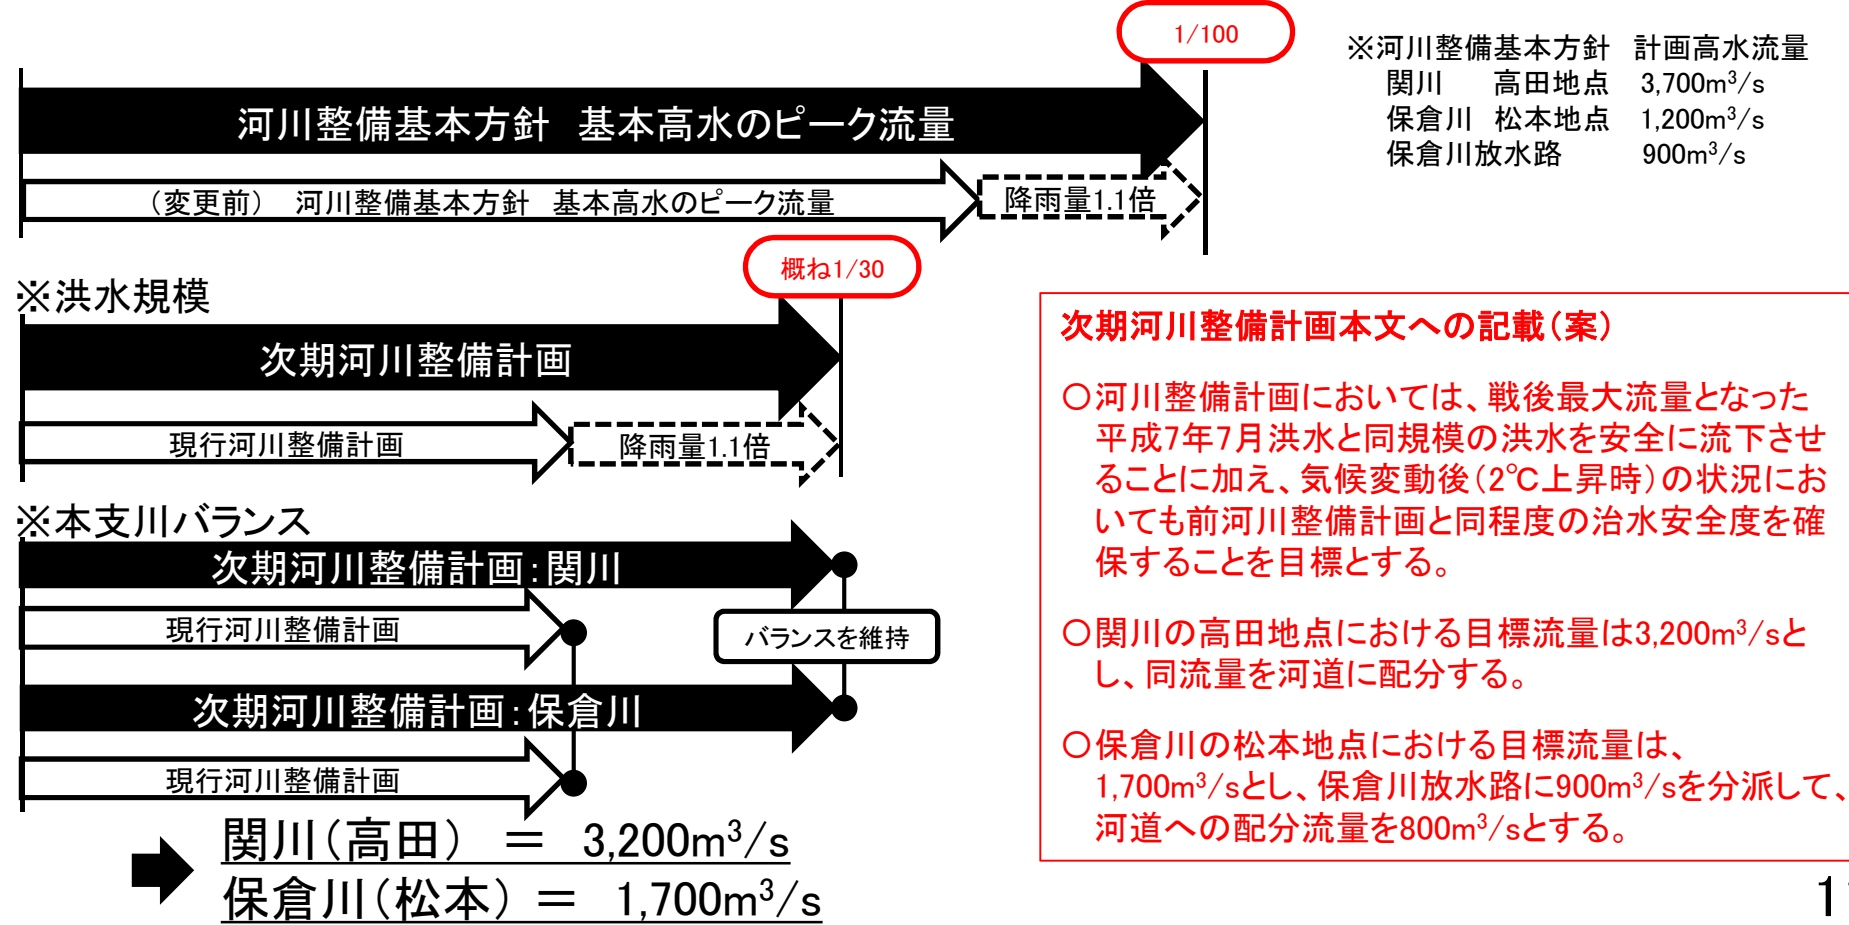 1/100
※河川整備基本方針 計画高水流量
関川 高田地点 3,700m³/s
保倉川 松本地点 1,200m³/s
保倉川放水路 900m³/s
河川整備基本方針 基本高水のピーク流量
(変更前) 河川整備基本方針 基本高水のピーク流量
降雨量1.1倍
概ね1/30
※洪水規模
次期河川整備計画
現行河川整備計画
降雨量1.1倍
※本支川バランス
次期河川整備計画:関川
現行河川整備計画
バランスを維持
次期河川整備計画:保倉川
現行河川整備計画
関川(高田) = 3,200m³/s
保倉川(松本) = 1,700m³/s
次期河川整備計画本文への記載(案)
○河川整備計画においては、戦後最大流量となった
平成7年7月洪水と同規模の洪水を安全に流下させ
ることに加え、気候変動後(2℃上昇時)の状況にお
いても前河川整備計画と同程度の治水安全度を確
保することを目標とする。
○関川の高田地点における目標流量は3,200m³/sと
し、同流量を河道に配分する。
○保倉川の松本地点における目標流量は、
1,700m³/sとし、保倉川放水路に900m³/sを分派して、
河道への配分流量を800m³/sとする。